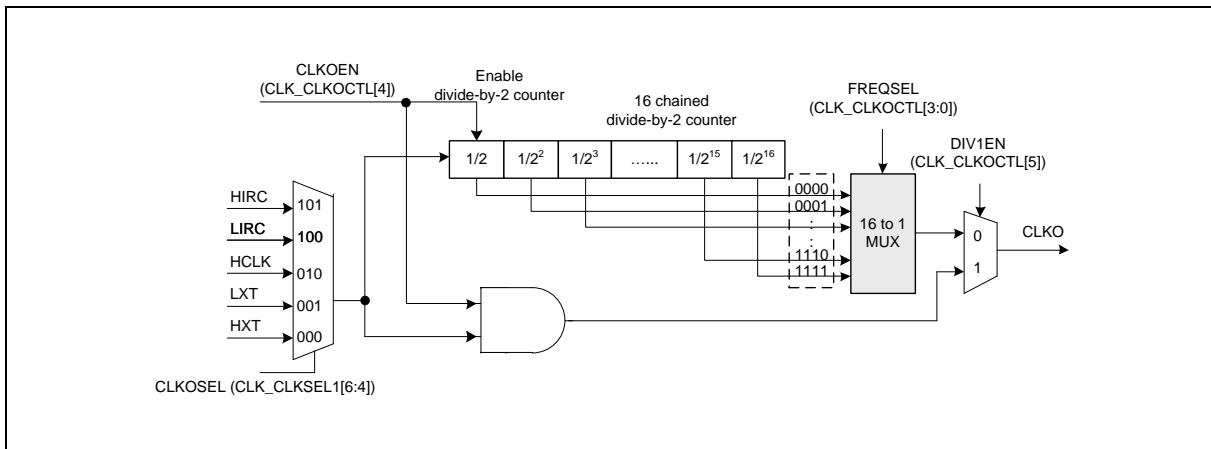 CLKOEN
(CLK_CLKOCTL[4])
Enable
divide-by-2 counter
16 chained
divide-by-2 counter
FREQSEL
(CLK_CLKOCTL[3:0])
DIV1EN
(CLK_CLKOCTL[5])
1/2
1/2²
1/2³
…...
1/2¹⁵
1/2¹⁶
0000
0001
:
:
1110
1111
16 to 1
MUX
0
1
CLKO
HIRC
101
LIRC
100
HCLK
010
LXT
001
HXT
000
CLKOSEL (CLK_CLKSEL1[6:4])